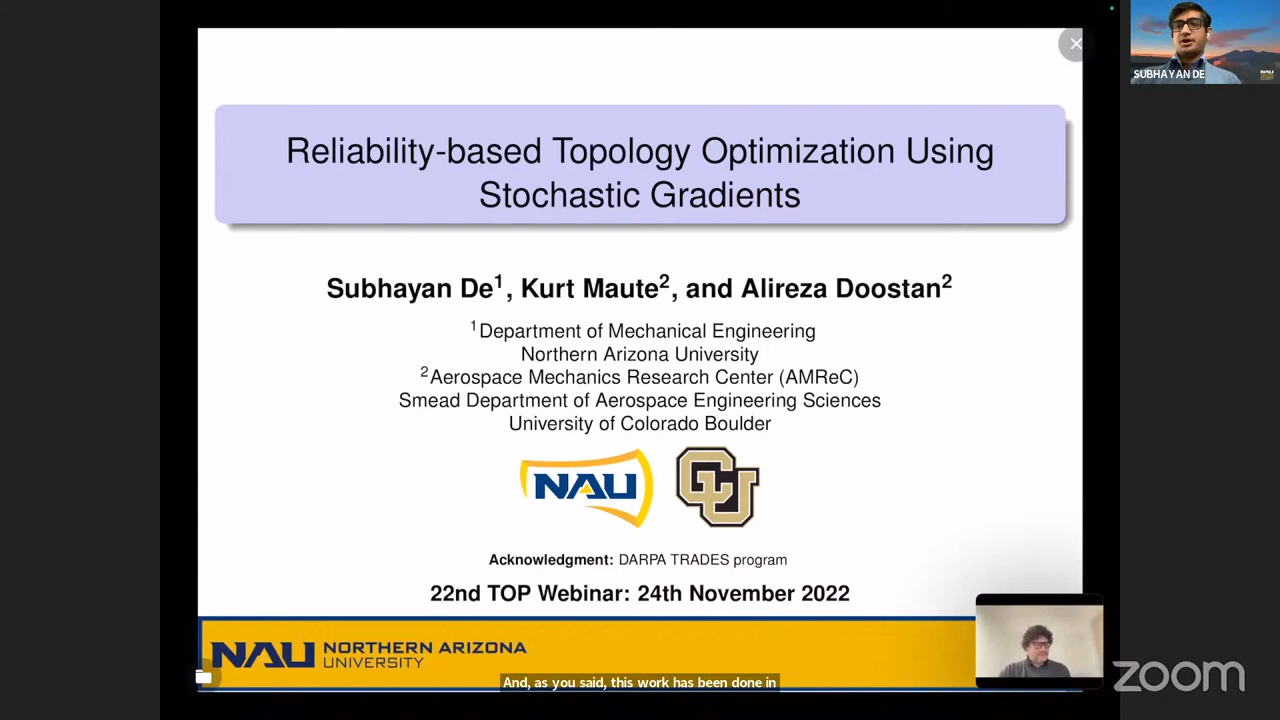 Reliability-based Topology Optimization Using
Stochastic Gradients
Subhayan De1, Kurt Maute2, and Alireza Doostan2
1Department of Mechanical Engineering
Northern Arizona University
2Aerospace Mechanics Research Center (AMReC)
Smead Department of Aerospace Engineering Sciences
University of Colorado Boulder
NAU
CU
Acknowledgment: DARPA TRADES program
22nd TOP Webinar: 24th November 2022
NAU NORTHERN ARIZONA
UNIVERSITY
And, as you said, this work has been done in
SUBHAYAN DE
NAU
zoom